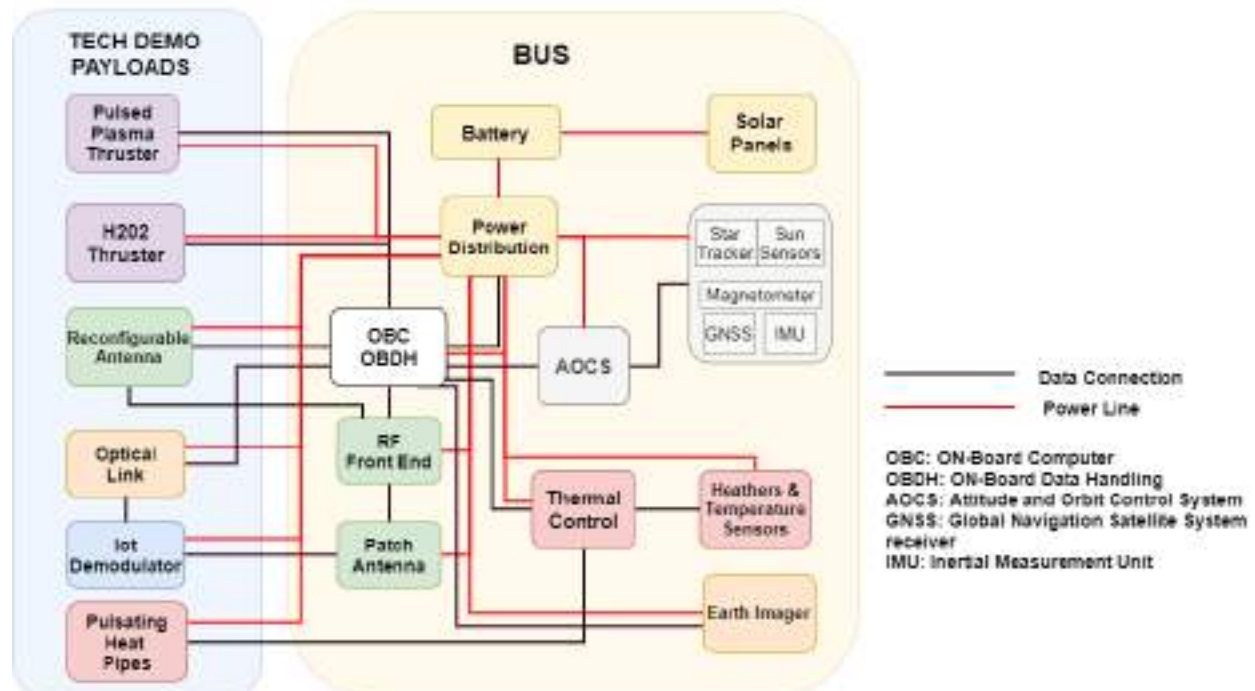 TECH DEMO
PAYLOADS
Pulsed
Plasma
Thruster
H202
Thruster
Reconfigurable
Antenna
Optical
Link
Iot
Demodulator
Pulsating
Heat
Pipes
BUS
Battery
Solar
Panels
Power
Distribution
Star
Tracker
Sun
Sensors
Magnetometer
GNSS
IMU
OBC
OBDH
AOCS
RF
Front End
Thermal
Control
Heathers &
Temperature
Sensors
Patch
Antenna
Earth Imager
Data Connection
Power Line
OBC: ON-Board Computer
OBDH: ON-Board Data Handling
AOCS: Attitude and Orbit Control System
GNSS: Global Navigation Satellite System
receiver
IMU: Inertial Measurement Unit